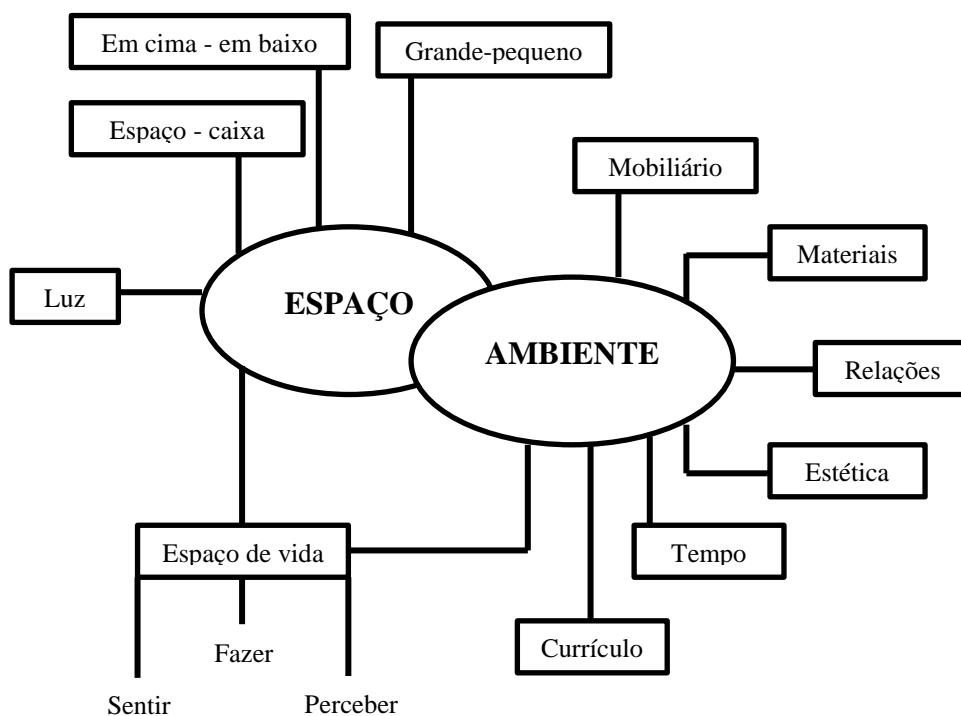 Em cima - em baixo
Grande-pequeno
Espaço - caixa
Mobiliário
Materiais
Luz
ESPAÇO
AMBIENTE
Relações
Estética
Espaço de vida
Tempo
Fazer
Currículo
Sentir
Perceber